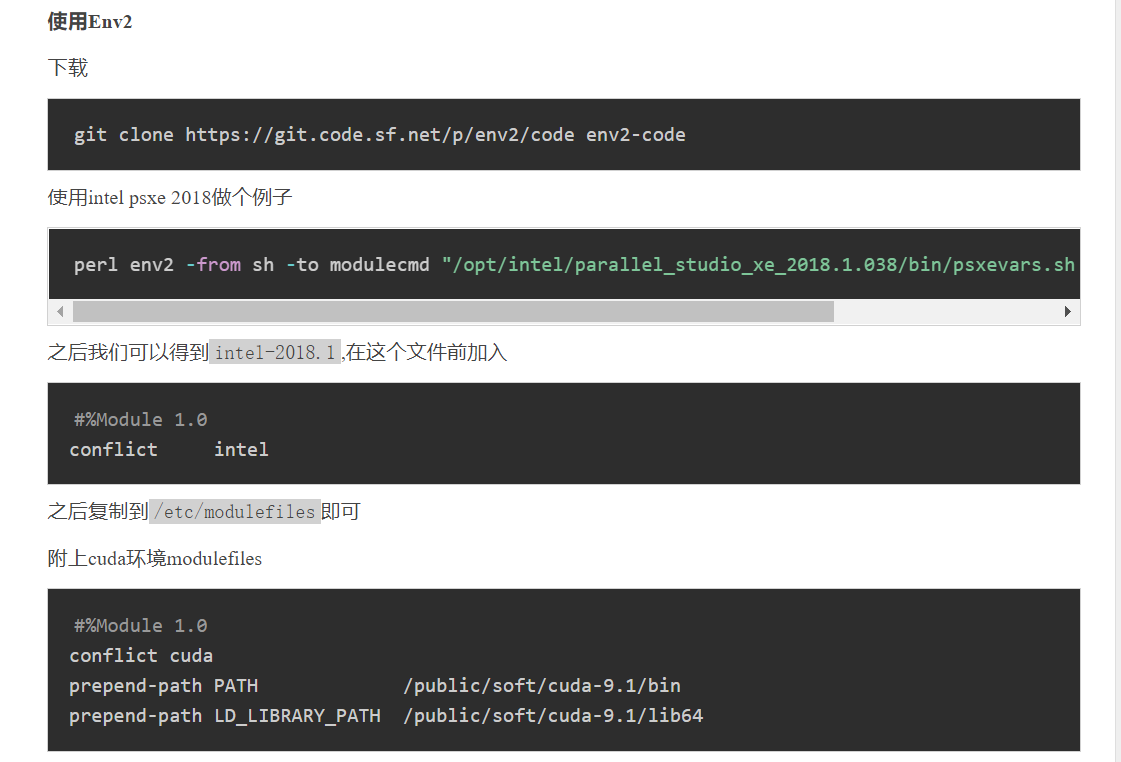 使用Env2
下载
git clone https://git.code.sf.net/p/env2/code env2-code
使用intel psxe 2018做个例子
perl env2 -from sh -to modulecmd "/opt/intel/parallel_studio_xe_2018.1.038/bin/psxevars.sh
之后我们可以得到 intel-2018.1 ,在这个文件前加入
#%Module 1.0
conflict     intel
之后复制到 /etc/modulefiles 即可
附上cuda环境modulefiles
#%Module 1.0
conflict cuda
prepend-path PATH             /public/soft/cuda-9.1/bin
prepend-path LD_LIBRARY_PATH  /public/soft/cuda-9.1/lib64